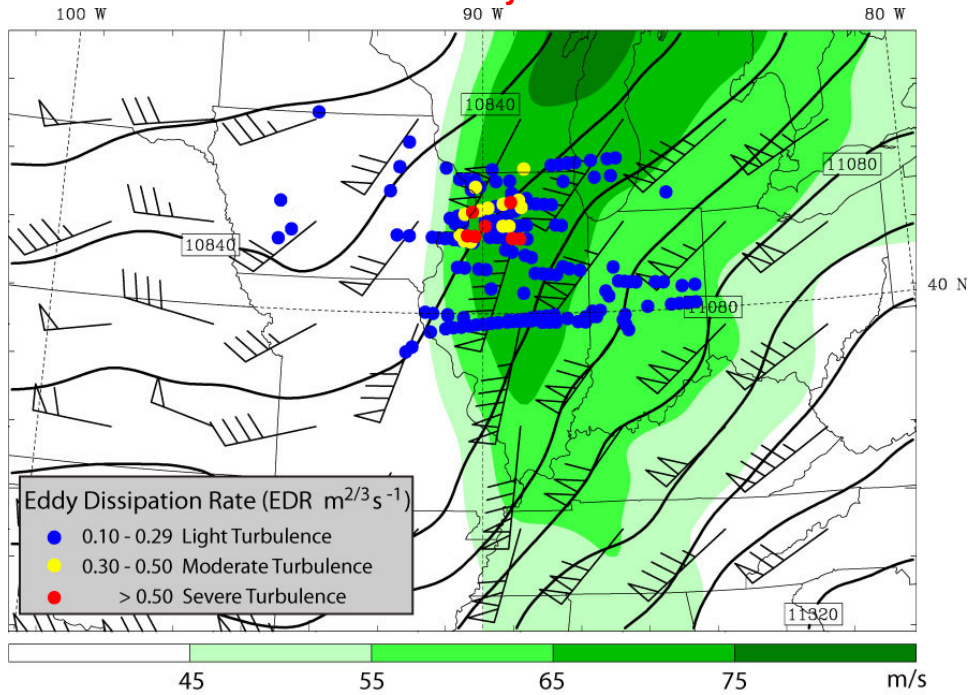 100 W 90 W 80 W
10840
11080
10840
40 N
11080
Eddy Dissipation Rate (EDR m2/3s-1)
0.10 - 0.29 Light Turbulence
0.30 - 0.50 Moderate Turbulence
> 0.50 Severe Turbulence
11320
45 55 65 75 m/s